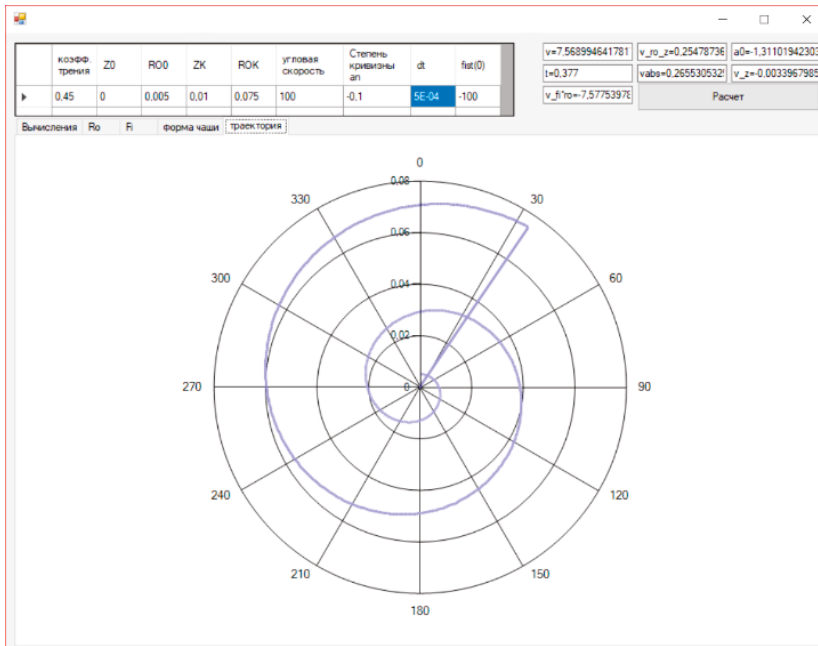 коэфф. трения Z0 RO0 ZK ROK угловая скорость Степень кривизны an dt fist(0)
0.45 0 0.005 0.01 0.075 100 -0.1 5E-04 -100
v=7,568994641781 v_ro_z=0,25478736 a0=-1,31101942303
t=0,377 vabs=0,265530532 v_z=-0,0033967985
v_fi*ro=-7,57753978 Расчет
Вычисления Ro Fi форма чаши траектория
0
330 0,08 30
0,06
300 0,04 60
0,02
270 0 90
240 120
210 150
180